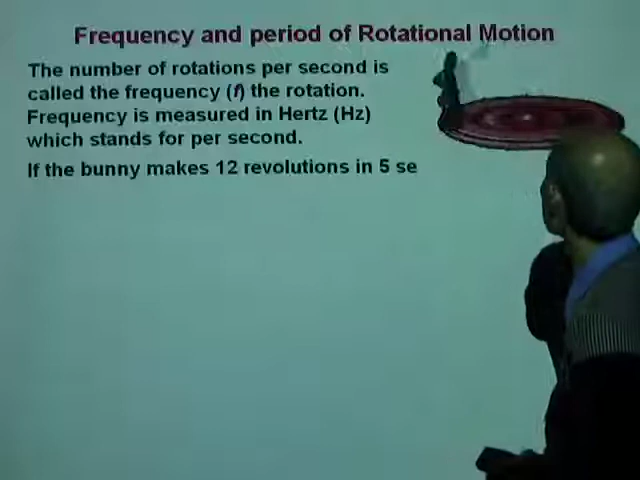 Frequency and period of Rotational Motion
The number of rotations per second is
called the frequency (f) the rotation.
Frequency is measured in Hertz (Hz)
which stands for per second.
If the bunny makes 12 revolutions in 5 se